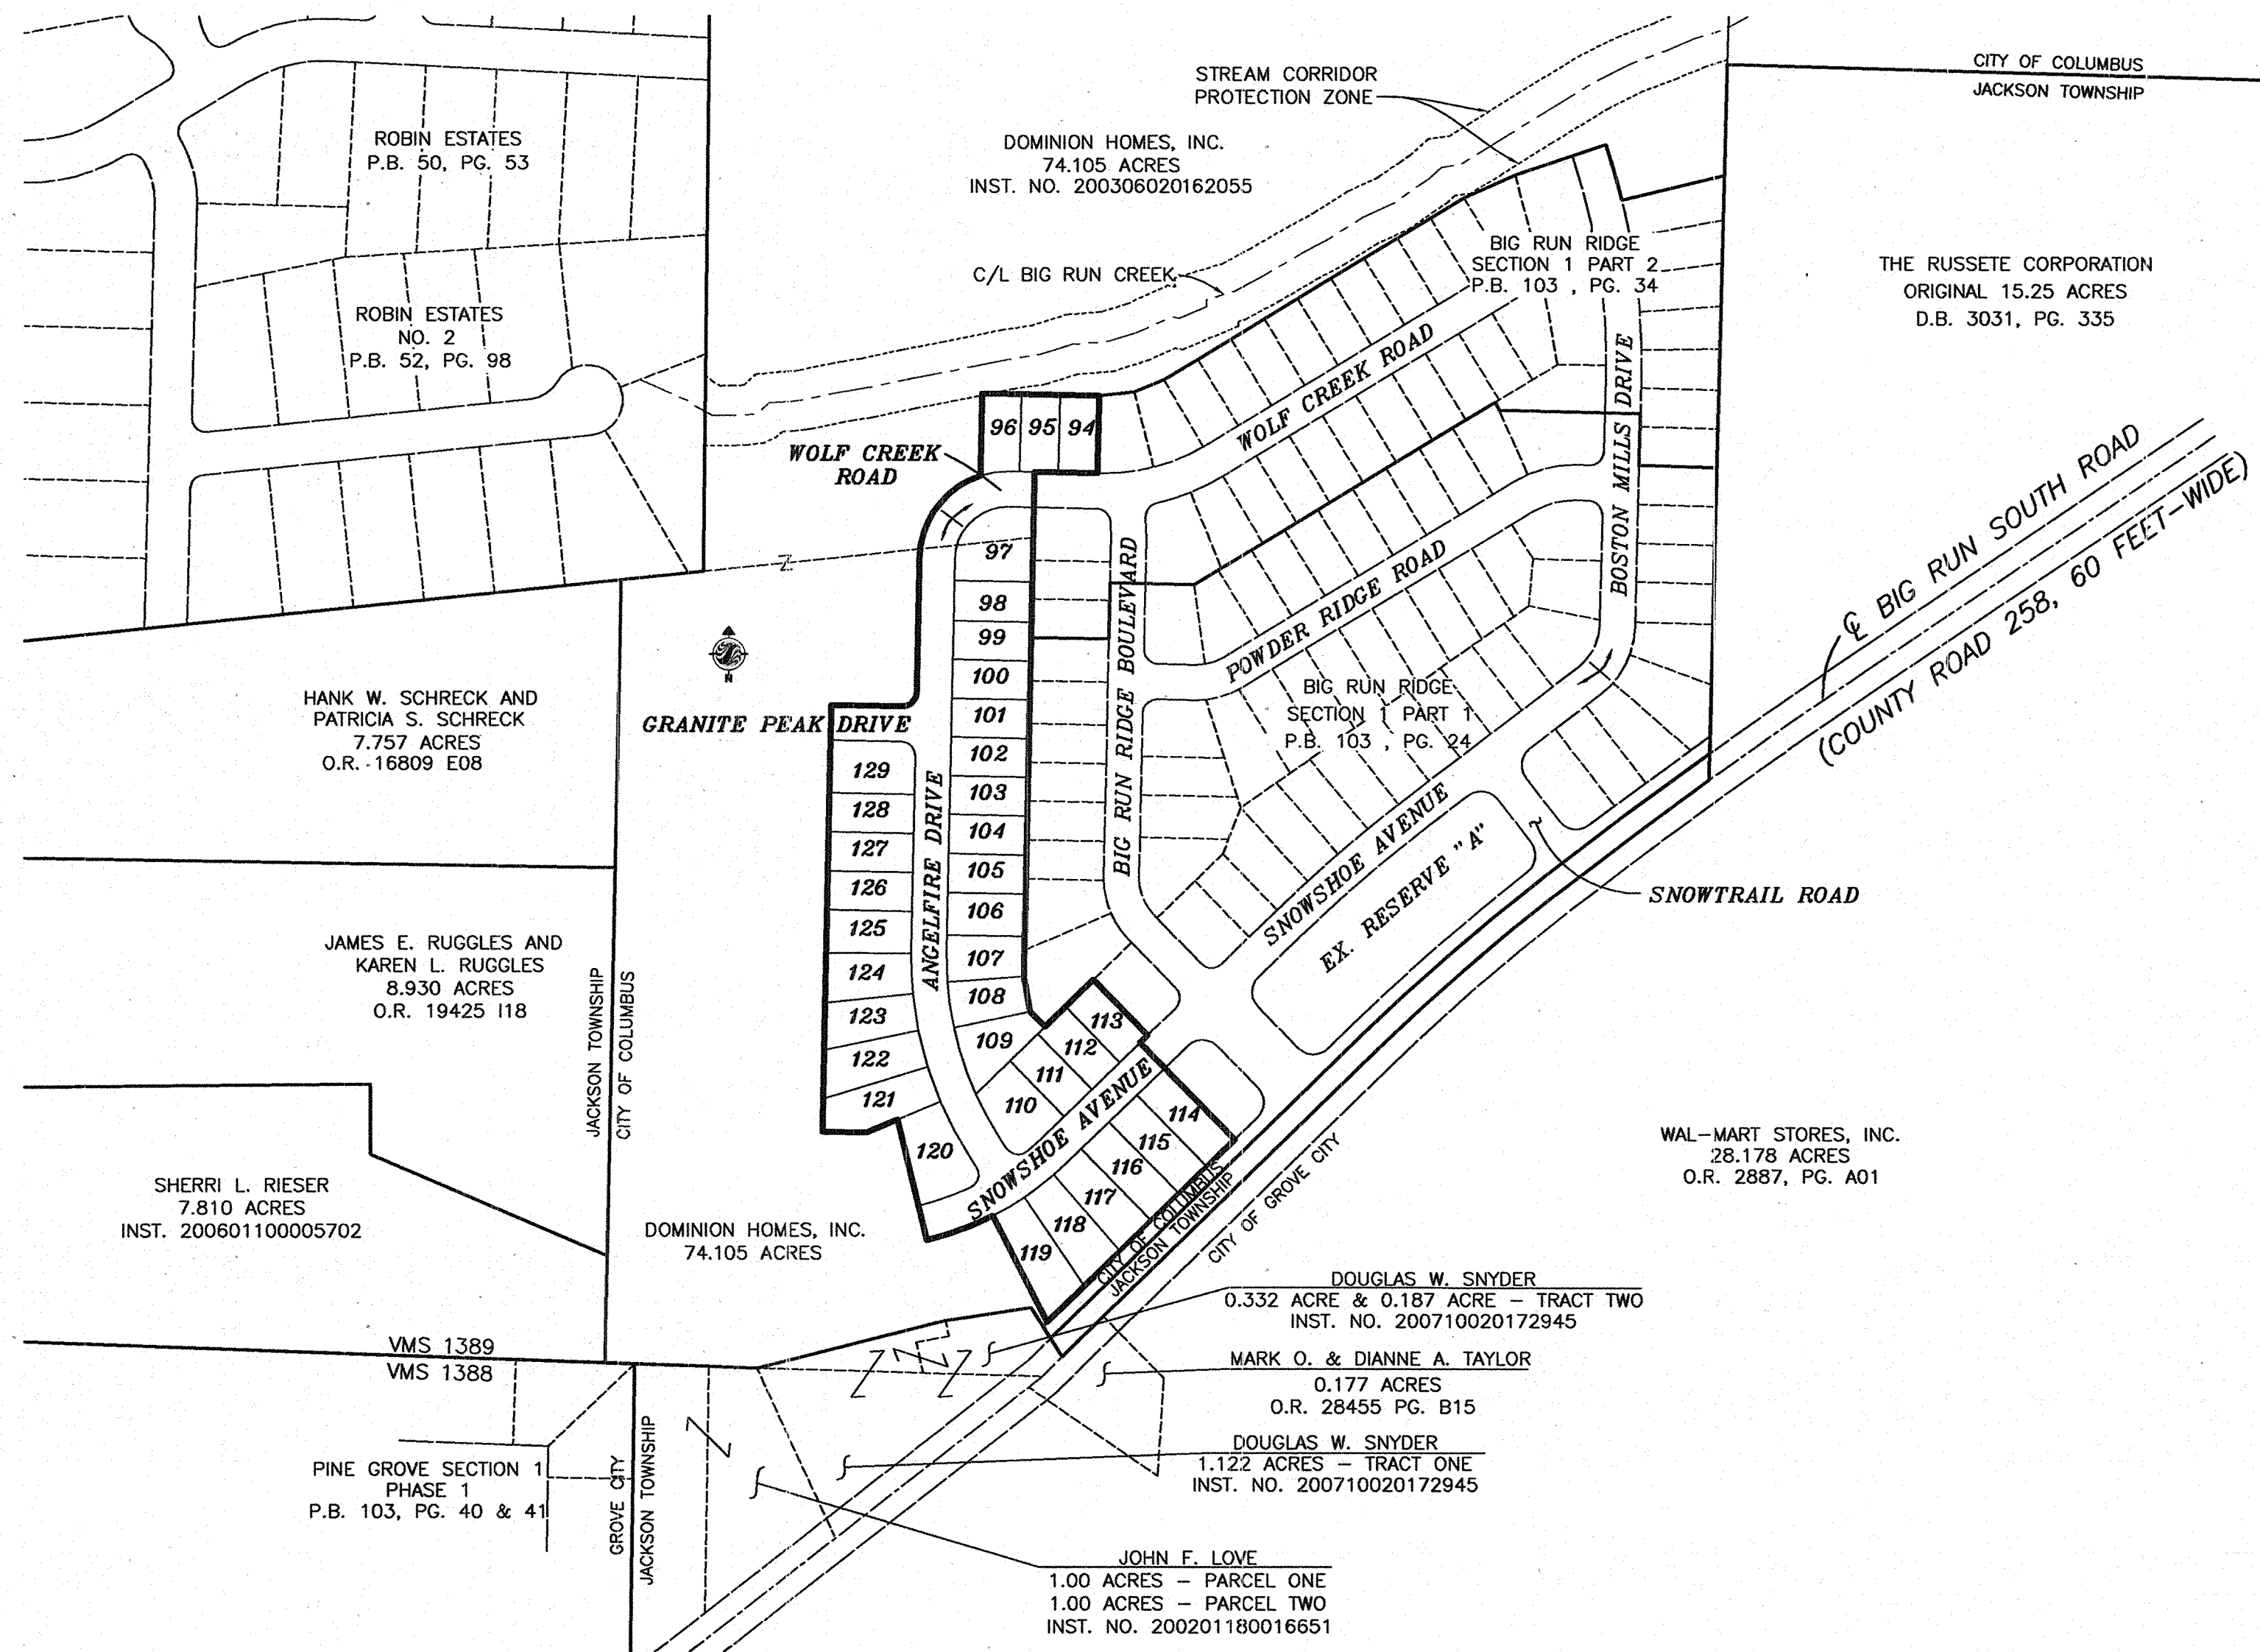 CITY OF COLUMBUS
JACKSON TOWNSHIP
STREAM CORRIDOR
PROTECTION ZONE
ROBIN ESTATES
P.B. 50, PG. 53
DOMINION HOMES, INC.
74.105 ACRES
INST. NO. 200306020162055
BIG RUN RIDGE
SECTION 1 PART 2
P.B. 103 , PG. 34
C/L BIG RUN CREEK
THE RUSSETE CORPORATION
ORIGINAL 15.25 ACRES
D.B. 3031, PG. 335
ROBIN ESTATES
NO. 2
P.B. 52, PG. 98
WOLF CREEK ROAD
BOSTON MILLS DRIVE
96
95
94
WOLF CREEK
ROAD
℄ BIG RUN SOUTH ROAD
(COUNTY ROAD 258, 60 FEET-WIDE)
97
98
99
100
101
102
103
104
105
106
107
108
109
BIG RUN RIDGE BOULEVARD
POWDER RIDGE ROAD
BIG RUN RIDGE
SECTION 1 PART 1
P.B. 103 , PG. 24
N
HANK W. SCHRECK AND
PATRICIA S. SCHRECK
7.757 ACRES
O.R. 16809 E08
GRANITE PEAK DRIVE
129
128
127
126
125
124
123
122
121
120
ANGELFIRE DRIVE
SNOWSHOE AVENUE
EX. RESERVE "A"
SNOWTRAIL ROAD
JAMES E. RUGGLES AND
KAREN L. RUGGLES
8.930 ACRES
O.R. 19425 I18
JACKSON TOWNSHIP
CITY OF COLUMBUS
113
112
111
110
SNOWSHOE AVENUE
114
115
116
117
118
119
CITY OF COLUMBUS
JACKSON TOWNSHIP
CITY OF GROVE CITY
WAL-MART STORES, INC.
28.178 ACRES
O.R. 2887, PG. A01
SHERRI L. RIESER
7.810 ACRES
INST. 200601100005702
DOMINION HOMES, INC.
74.105 ACRES
DOUGLAS W. SNYDER
0.332 ACRE & 0.187 ACRE - TRACT TWO
INST. NO. 200710020172945
VMS 1389
VMS 1388
MARK O. & DIANNE A. TAYLOR
0.177 ACRES
O.R. 28455 PG. B15
DOUGLAS W. SNYDER
1.122 ACRES - TRACT ONE
INST. NO. 200710020172945
PINE GROVE SECTION 1
PHASE 1
P.B. 103, PG. 40 & 41
GROVE CITY
JACKSON TOWNSHIP
JOHN F. LOVE
1.00 ACRES - PARCEL ONE
1.00 ACRES - PARCEL TWO
INST. NO. 200201180016651